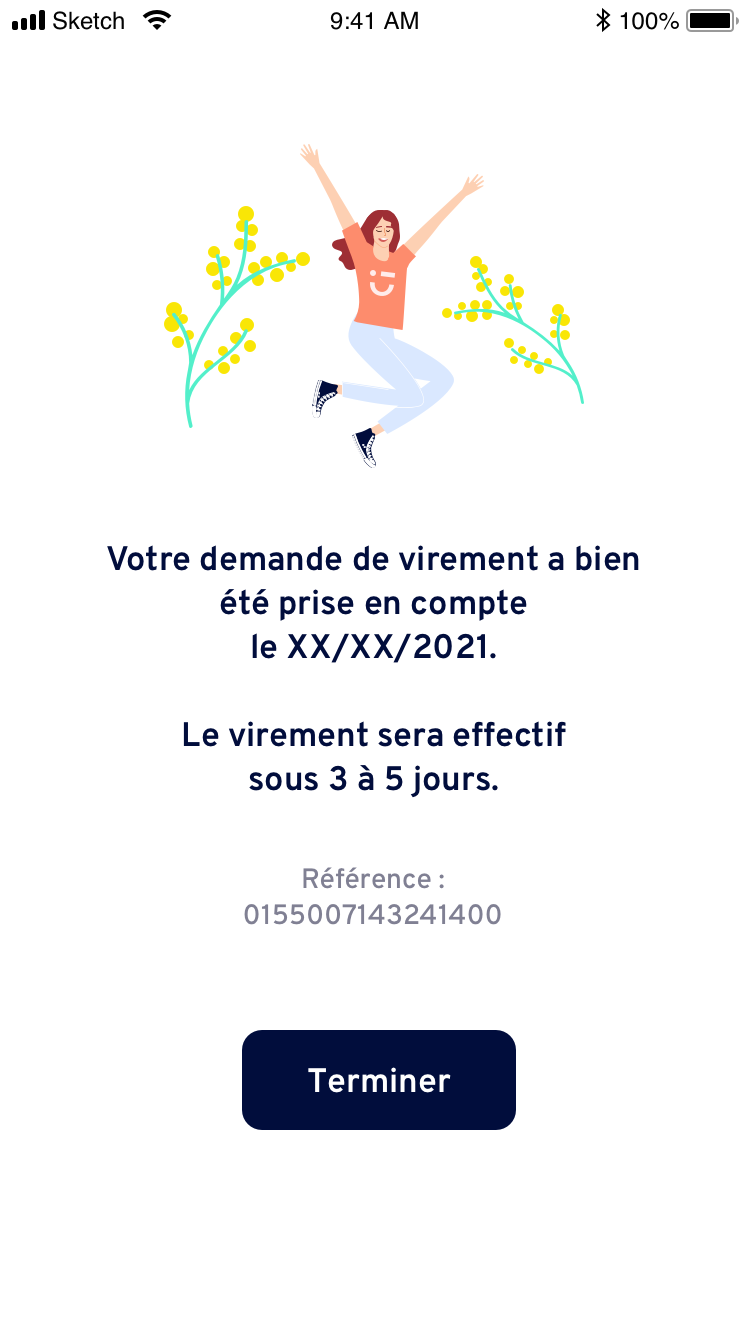 Sketch 9:41 AM 100%
Votre demande de virement a bien
été prise en compte
le XX/XX/2021.
Le virement sera effectif
sous 3 à 5 jours.
Référence :
0155007143241400
Terminer